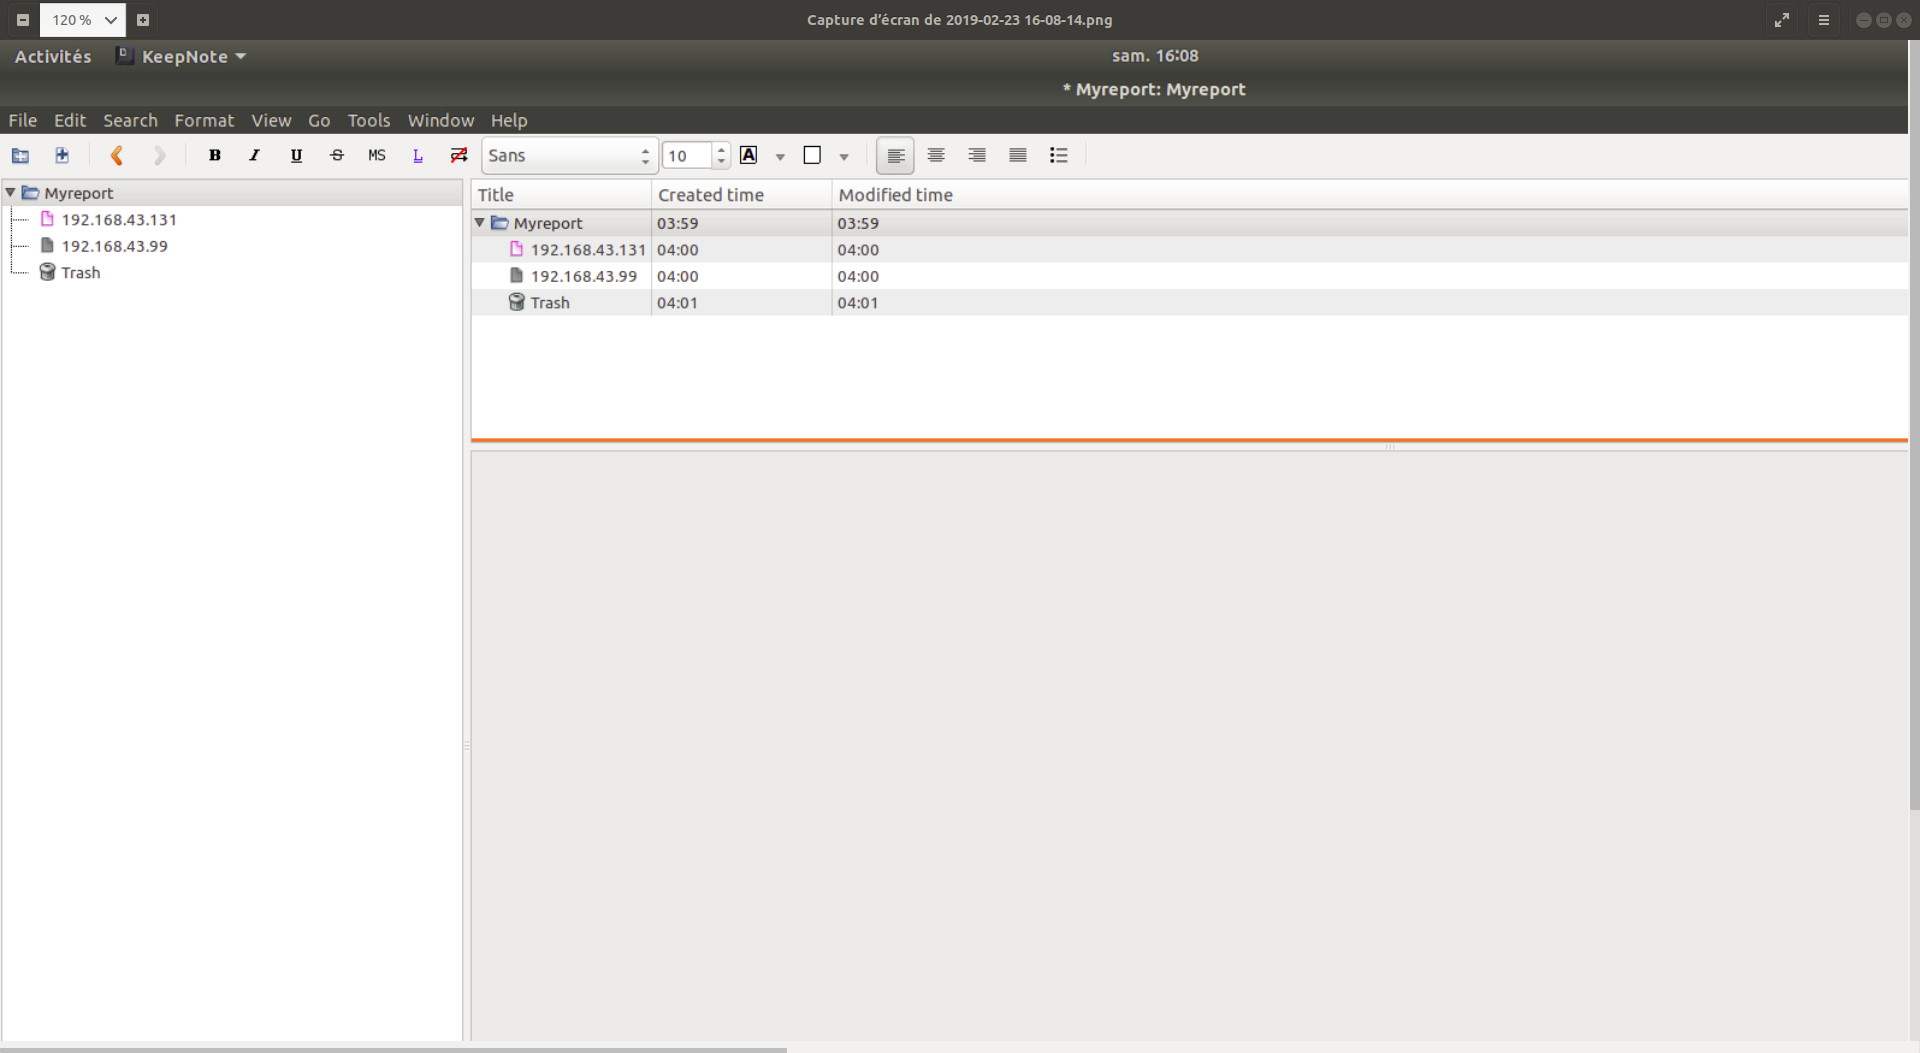 120 %
Capture d'écran de 2019-02-23 16-08-14.png
Activités KeepNote sam. 16:08
* Myreport: Myreport
File Edit Search Format View Go Tools Window Help
B I U S MS L Sans 10 A
Myreport
192.168.43.131
192.168.43.99
Trash
Title Created time Modified time
Myreport 03:59 03:59
192.168.43.131 04:00 04:00
192.168.43.99 04:00 04:00
Trash 04:01 04:01